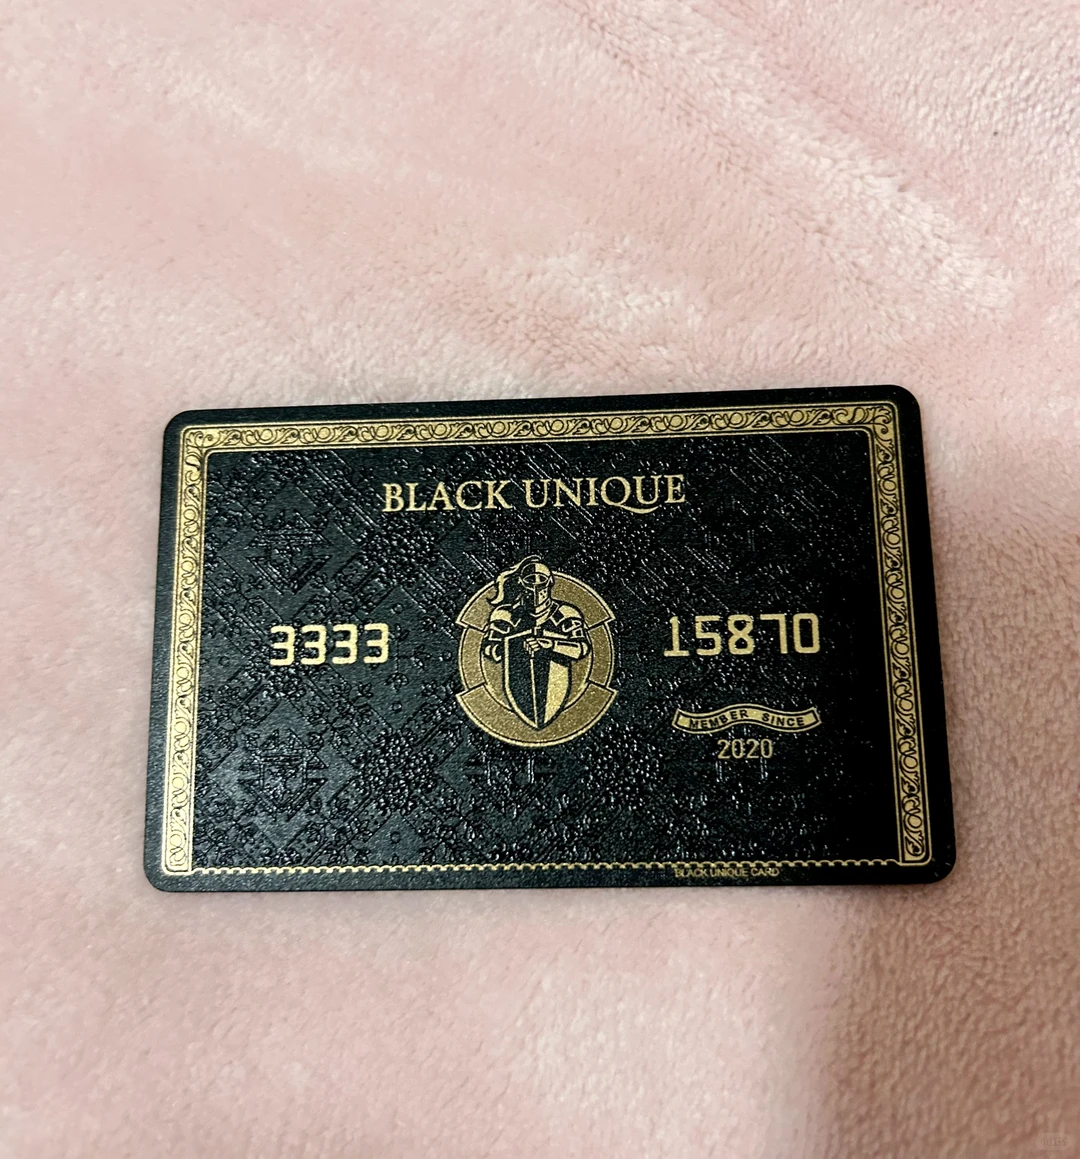 BLACK UNIQUE
3333 15870
MEMBER SINCE
2020
BLACK UNIQUE CARD